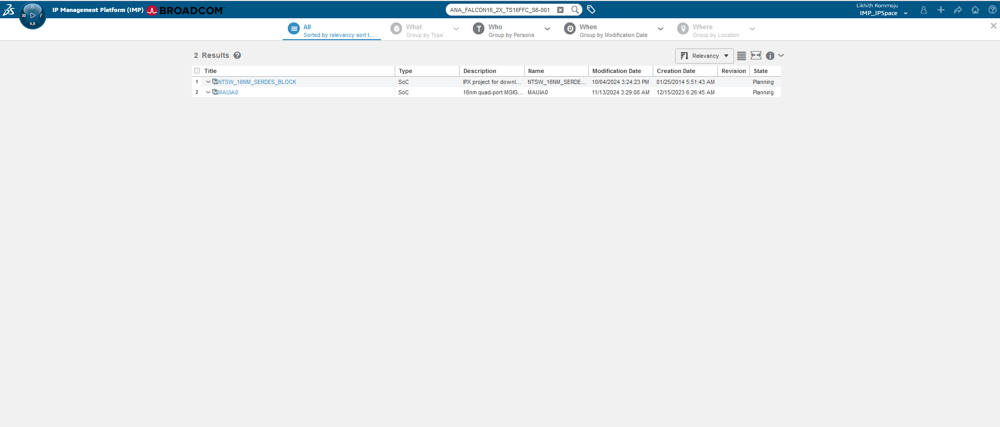 IP Management Platform (IMP) BROADCOM
ANA_FALCON16_2X_TS16FFC_S6-001
Likhith Kommoju
IMP_IPSpace
3D
V.R
All
Sorted by relevancy sort t...
What
Group by Type
Who
Group by Persons
When
Group by Modification Date
Where
Group by Location
2 Results
Relevancy
Title Type Description Name Modification Date Creation Date Revision State
1 NTSW_16NM_SERDES_BLOCK SoC IPX project for downl... NTSW_16NM_SERDE... 10/04/2024 3:24:23 PM 01/25/2014 5:51:43 AM Planning
2 MAUIA0 SoC 16nm quad-port MGIG... MAUIA0 11/13/2024 3:29:08 AM 12/15/2023 6:26:45 AM Planning